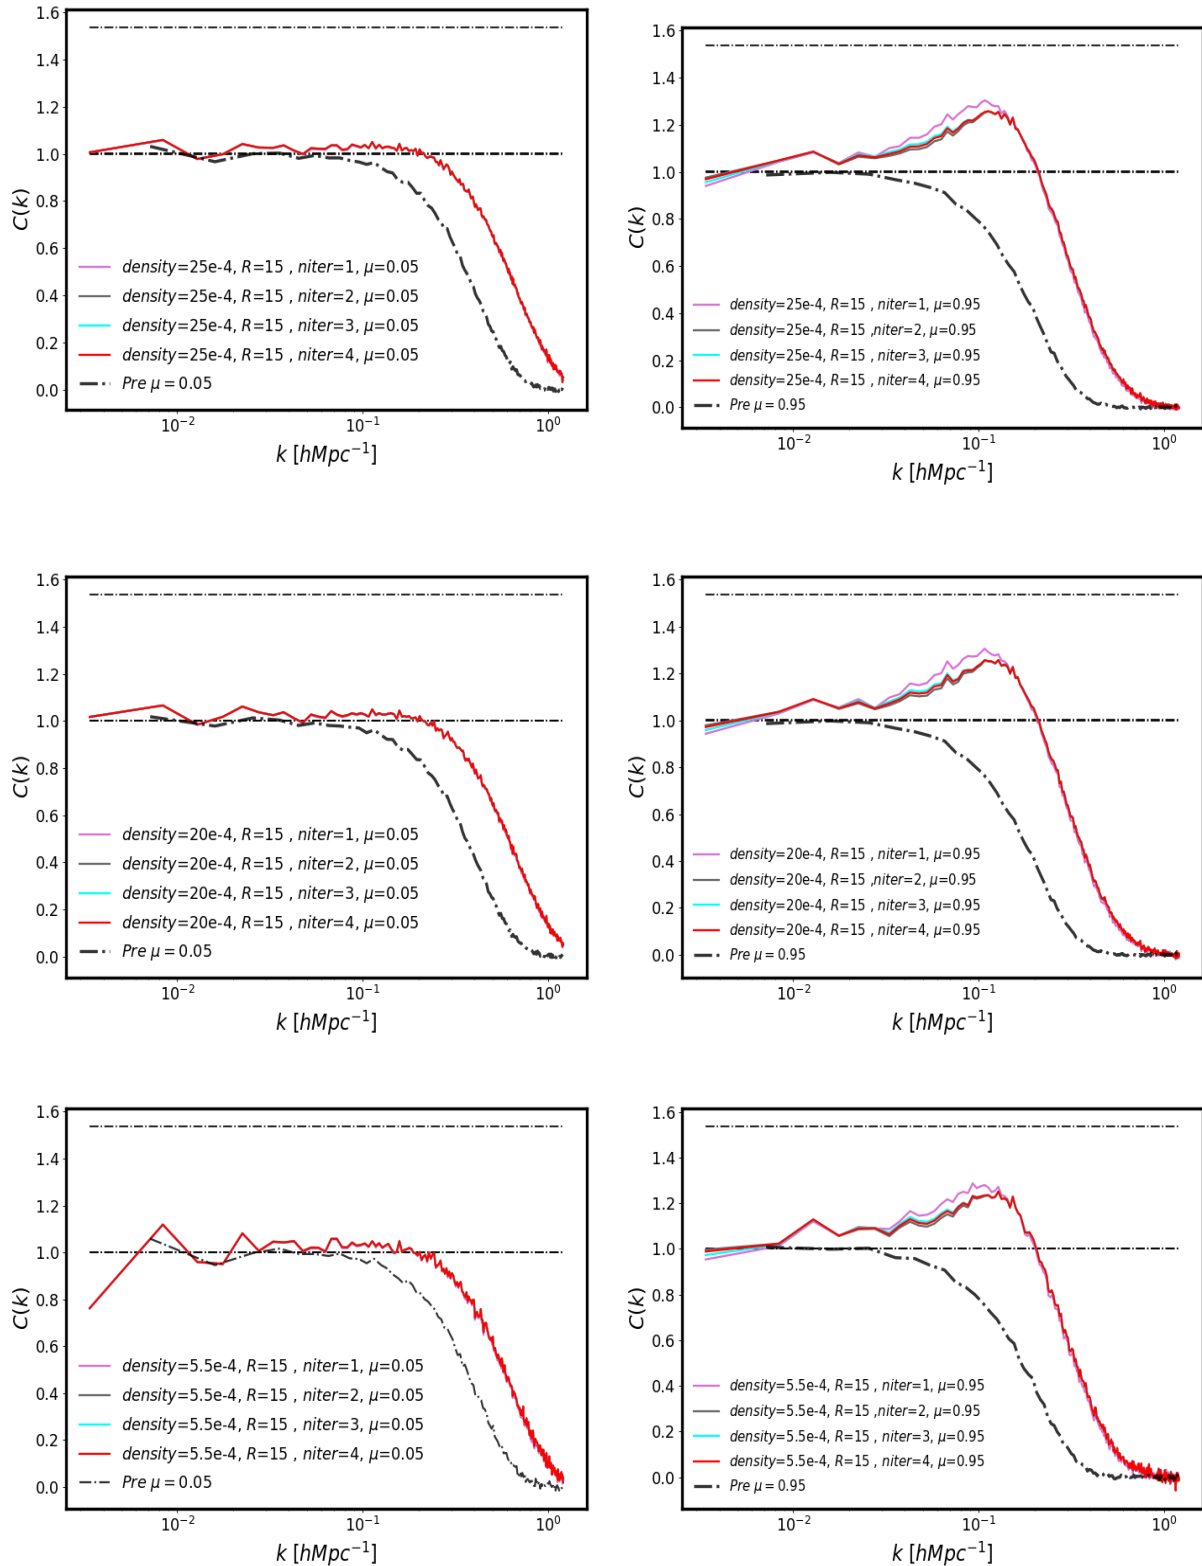 1.6
1.4
1.2
1.0
0.8
0.6
0.4
0.2
0.0
C(k)
density=25e-4, R=15 , niter=1, μ=0.05
density=25e-4, R=15 , niter=2, μ=0.05
density=25e-4, R=15 , niter=3, μ=0.05
density=25e-4, R=15 , niter=4, μ=0.05
Pre μ = 0.05
10⁻² 10⁻¹ 10⁰
k [hMpc⁻¹]
1.6
1.4
1.2
1.0
0.8
0.6
0.4
0.2
0.0
C(k)
density=25e-4, R=15 , niter=1, μ=0.95
density=25e-4, R=15 ,niter=2, μ=0.95
density=25e-4, R=15 , niter=3, μ=0.95
density=25e-4, R=15 , niter=4, μ=0.95
Pre μ = 0.95
10⁻² 10⁻¹ 10⁰
k [hMpc⁻¹]
1.6
1.4
1.2
1.0
0.8
0.6
0.4
0.2
0.0
C(k)
density=20e-4, R=15 , niter=1, μ=0.05
density=20e-4, R=15 , niter=2, μ=0.05
density=20e-4, R=15 , niter=3, μ=0.05
density=20e-4, R=15 , niter=4, μ=0.05
Pre μ = 0.05
10⁻² 10⁻¹ 10⁰
k [hMpc⁻¹]
1.6
1.4
1.2
1.0
0.8
0.6
0.4
0.2
0.0
C(k)
density=20e-4, R=15 , niter=1, μ=0.95
density=20e-4, R=15 ,niter=2, μ=0.95
density=20e-4, R=15 , niter=3, μ=0.95
density=20e-4, R=15 , niter=4, μ=0.95
Pre μ = 0.95
10⁻² 10⁻¹ 10⁰
k [hMpc⁻¹]
1.6
1.4
1.2
1.0
0.8
0.6
0.4
0.2
0.0
C(k)
density=5.5e-4, R=15 , niter=1, μ=0.05
density=5.5e-4, R=15 , niter=2, μ=0.05
density=5.5e-4, R=15 , niter=3, μ=0.05
density=5.5e-4, R=15 , niter=4, μ=0.05
Pre μ = 0.05
10⁻² 10⁻¹ 10⁰
k [hMpc⁻¹]
1.6
1.4
1.2
1.0
0.8
0.6
0.4
0.2
0.0
C(k)
density=5.5e-4, R=15 , niter=1, μ=0.95
density=5.5e-4, R=15 ,niter=2, μ=0.95
density=5.5e-4, R=15 , niter=3, μ=0.95
density=5.5e-4, R=15 , niter=4, μ=0.95
Pre μ = 0.95
10⁻² 10⁻¹ 10⁰
k [hMpc⁻¹]